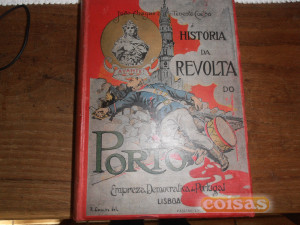 HISTORIA
DA
REVOLTA
DO
PORTO
Empreza Democratica de Portugal
LISBOA
coisas